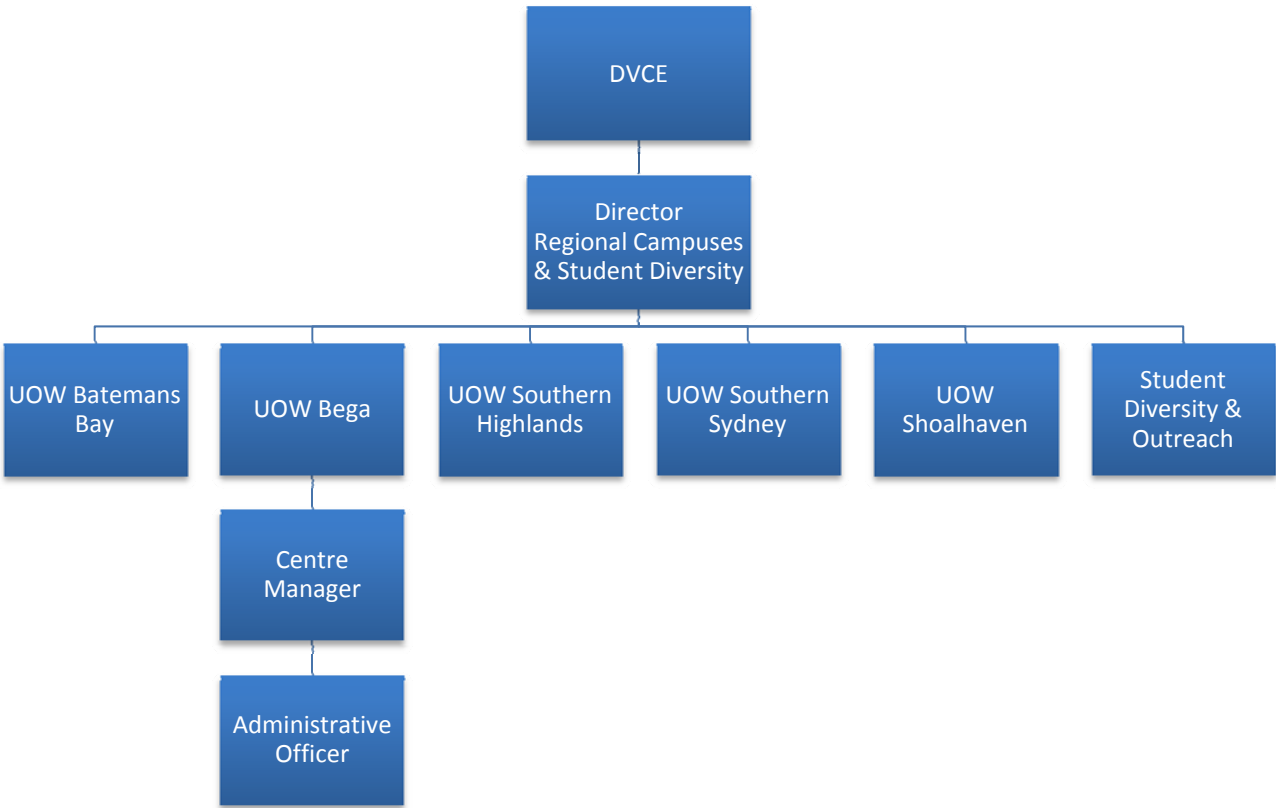 DVCE
Director
Regional Campuses
& Student Diversity
UOW Batemans
Bay
UOW Bega
UOW Southern
Highlands
UOW Southern
Sydney
UOW
Shoalhaven
Student
Diversity &
Outreach
Centre
Manager
Administrative
Officer